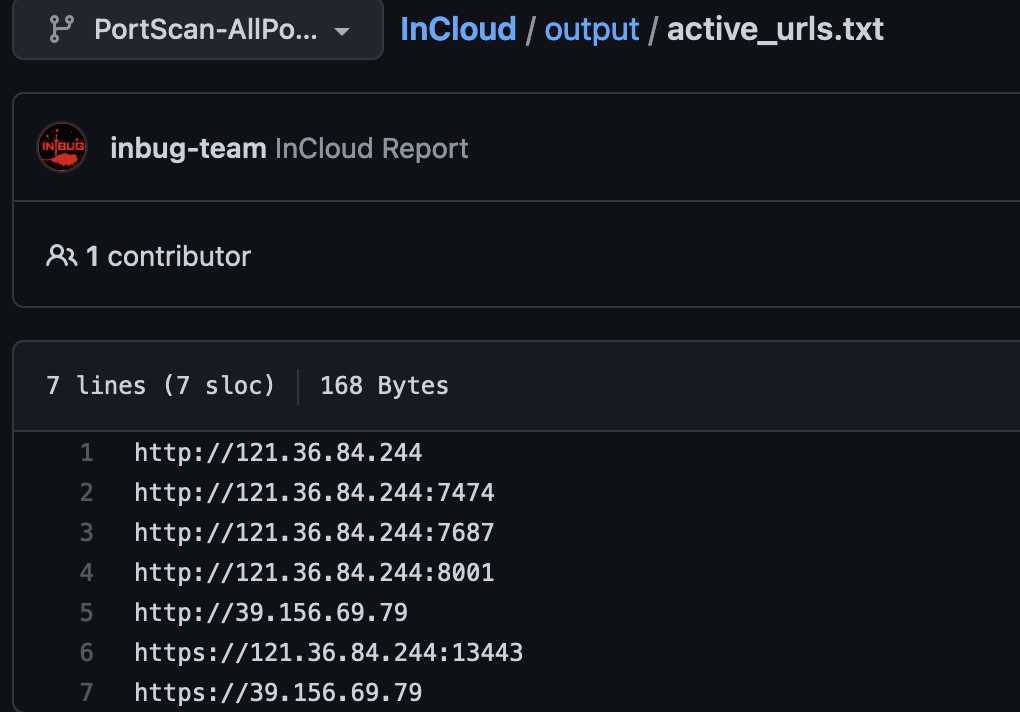 PortScan-AllPo... InCloud / output / active_urls.txt
INBUG inbug-team InCloud Report
1 contributor
7 lines (7 sloc) 168 Bytes
1 http://121.36.84.244
2 http://121.36.84.244:7474
3 http://121.36.84.244:7687
4 http://121.36.84.244:8001
5 http://39.156.69.79
6 https://121.36.84.244:13443
7 https://39.156.69.79